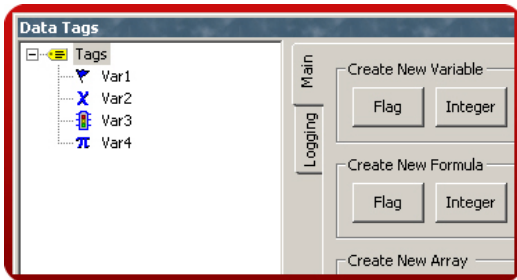 Data Tags
Tags
Var1
Var2
Var3
Var4
Main
Logging
Create New Variable
Flag
Integer
Create New Formula
Flag
Integer
Create New Array